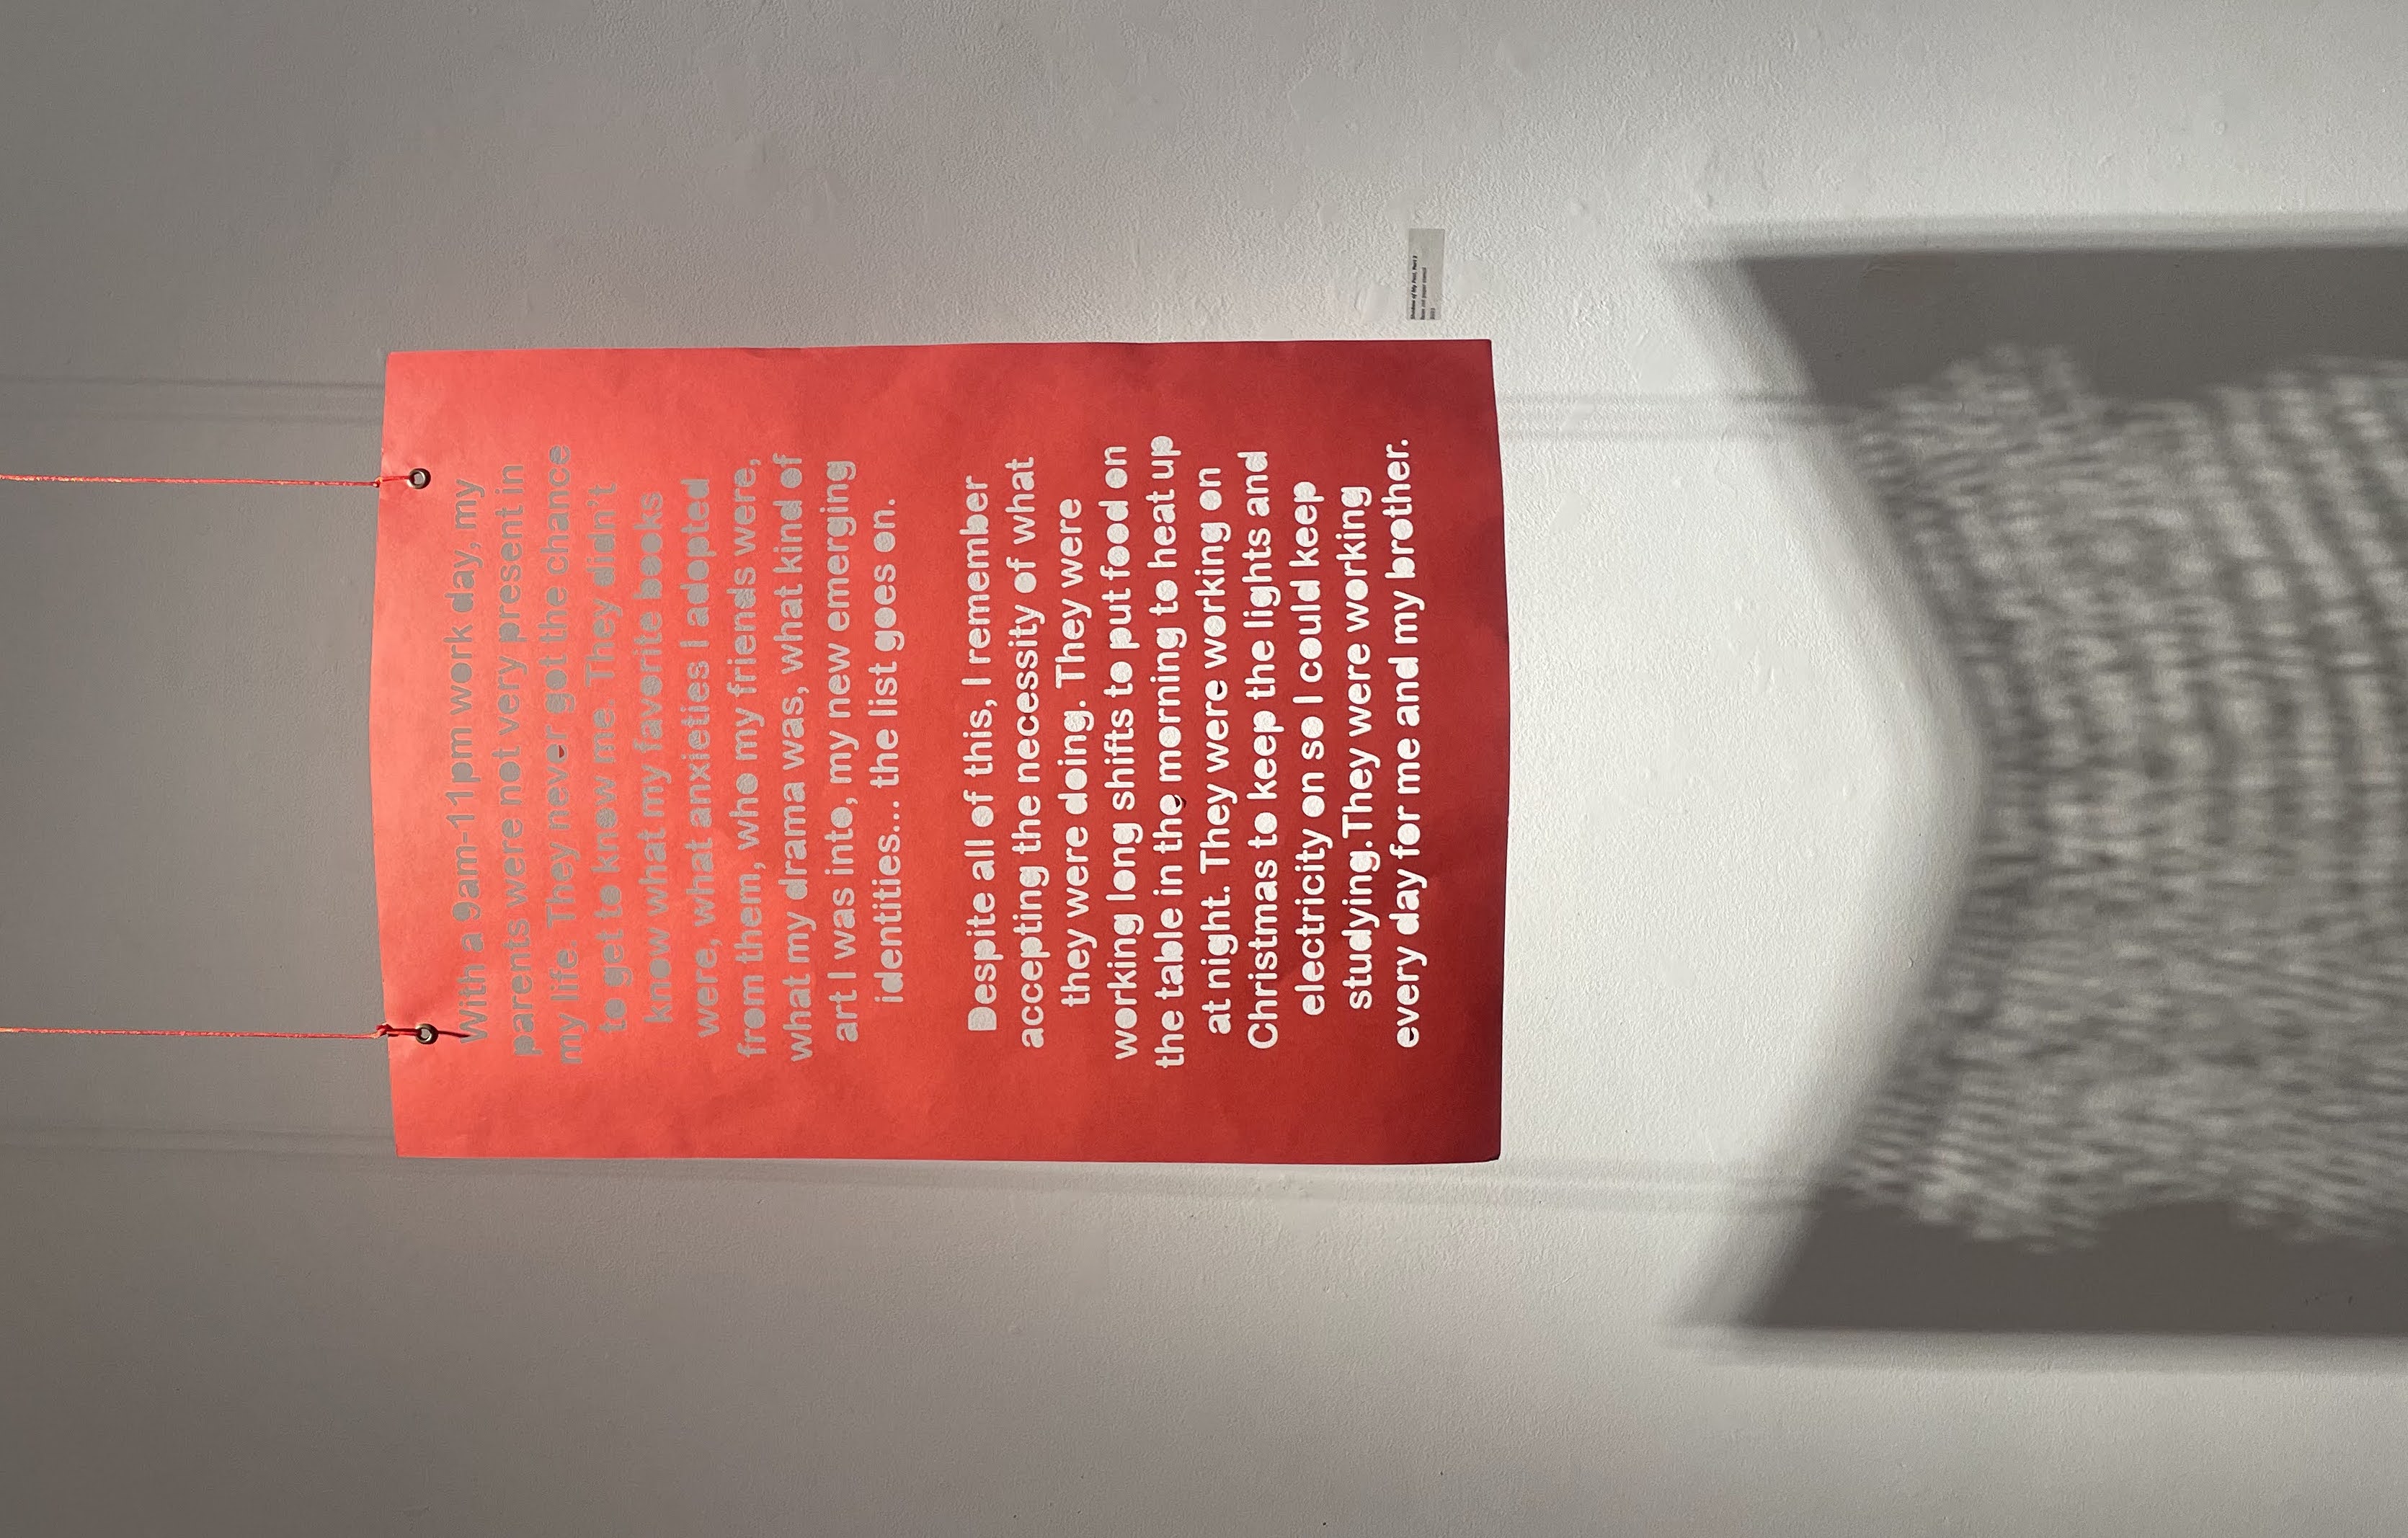 With a 9am-11pm work day, my
parents were not very present in
my life. They never got the chance
to get to know me. They didn't
know what my favorite books
were, what anxieties I adopted
from them, who my friends were,
what my drama was, what kind of
art I was into, my new emerging
identities... the list goes on.
Despite all of this, I remember
accepting the necessity of what
they were doing. They were
working long shifts to put food on
the table in the morning to heat up
at night. They were working on
Christmas to keep the lights and
electricity on so I could keep
studying.They were working
every day for me and my brother.
Shadow of My Past, Part
paper stencil